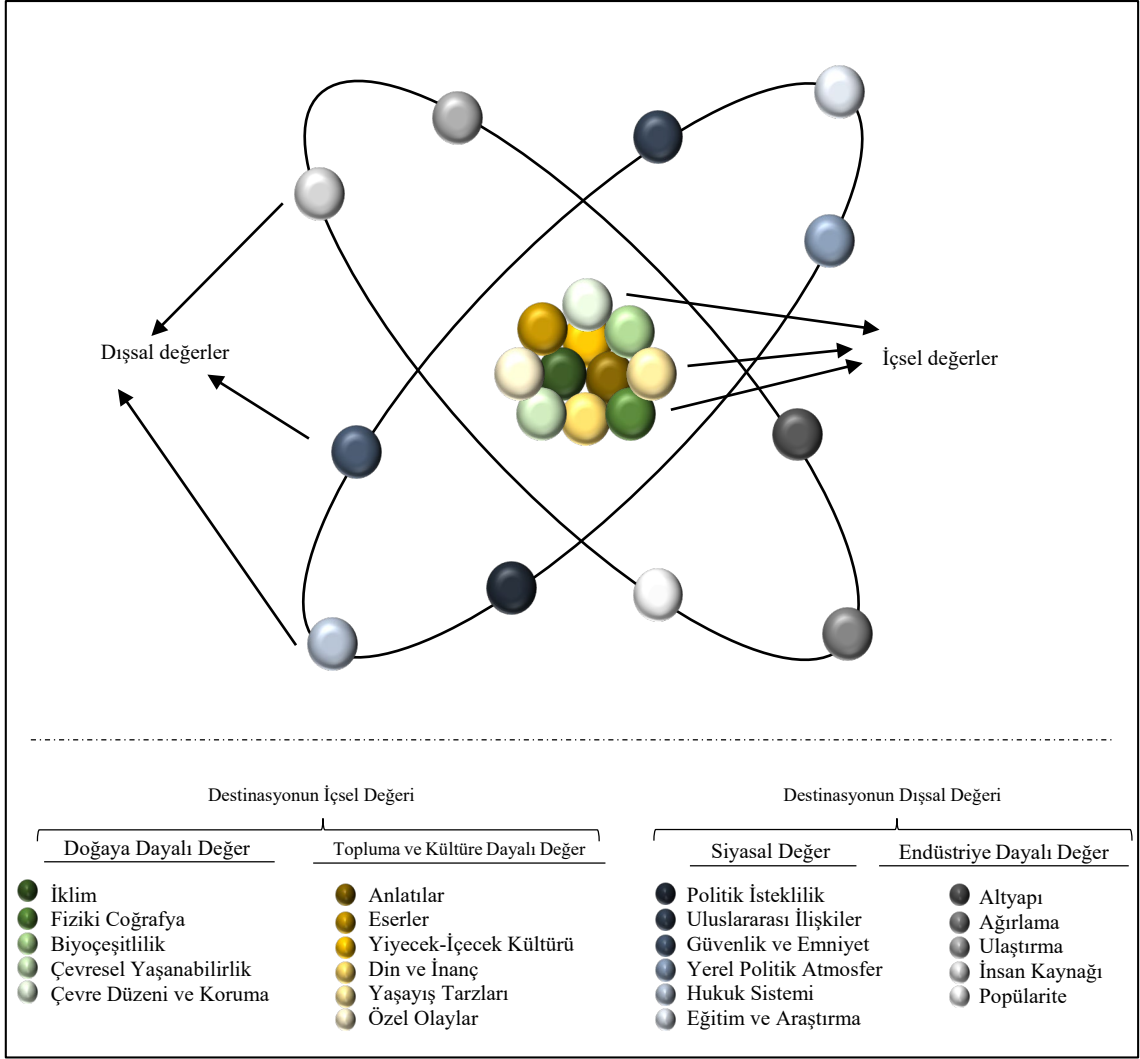 Dışsal değerler
İçsel değerler
Destinasyonun İçsel Değeri
Doğaya Dayalı Değer
İklim
Fiziki Coğrafya
Biyoçeşitlilik
Çevresel Yaşanabilirlik
Çevre Düzeni ve Koruma
Topluma ve Kültüre Dayalı Değer
Anlatılar
Eserler
Yiyecek-İçecek Kültürü
Din ve İnanç
Yaşayış Tarzları
Özel Olaylar
Destinasyonun Dışsal Değeri
Siyasal Değer
Politik İsteklilik
Uluslararası İlişkiler
Güvenlik ve Emniyet
Yerel Politik Atmosfer
Hukuk Sistemi
Eğitim ve Araştırma
Endüstriye Dayalı Değer
Altyapı
Ağırlama
Ulaştırma
İnsan Kaynağı
Popülarite